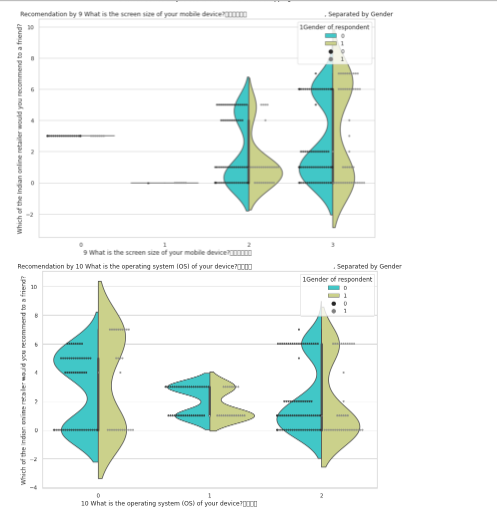 Recomendation by 9 What is the screen size of your mobile device?□□□□□□ , Separated by Gender
Which of the Indian online retailer would you recommend to a friend?
10
8
6
4
2
0
−2
1Gender of respondent
0
1
0
1
0 1 2 3
9 What is the screen size of your mobile device?□□□□□□
Recomendation by 10 What is the operating system (OS) of your device?□□□□ , Separated by Gender
Which of the Indian online retailer would you recommend to a friend?
10
8
6
4
2
0
−2
−4
1Gender of respondent
0
1
0
1
0 1 2
10 What is the operating system (OS) of your device?□□□□